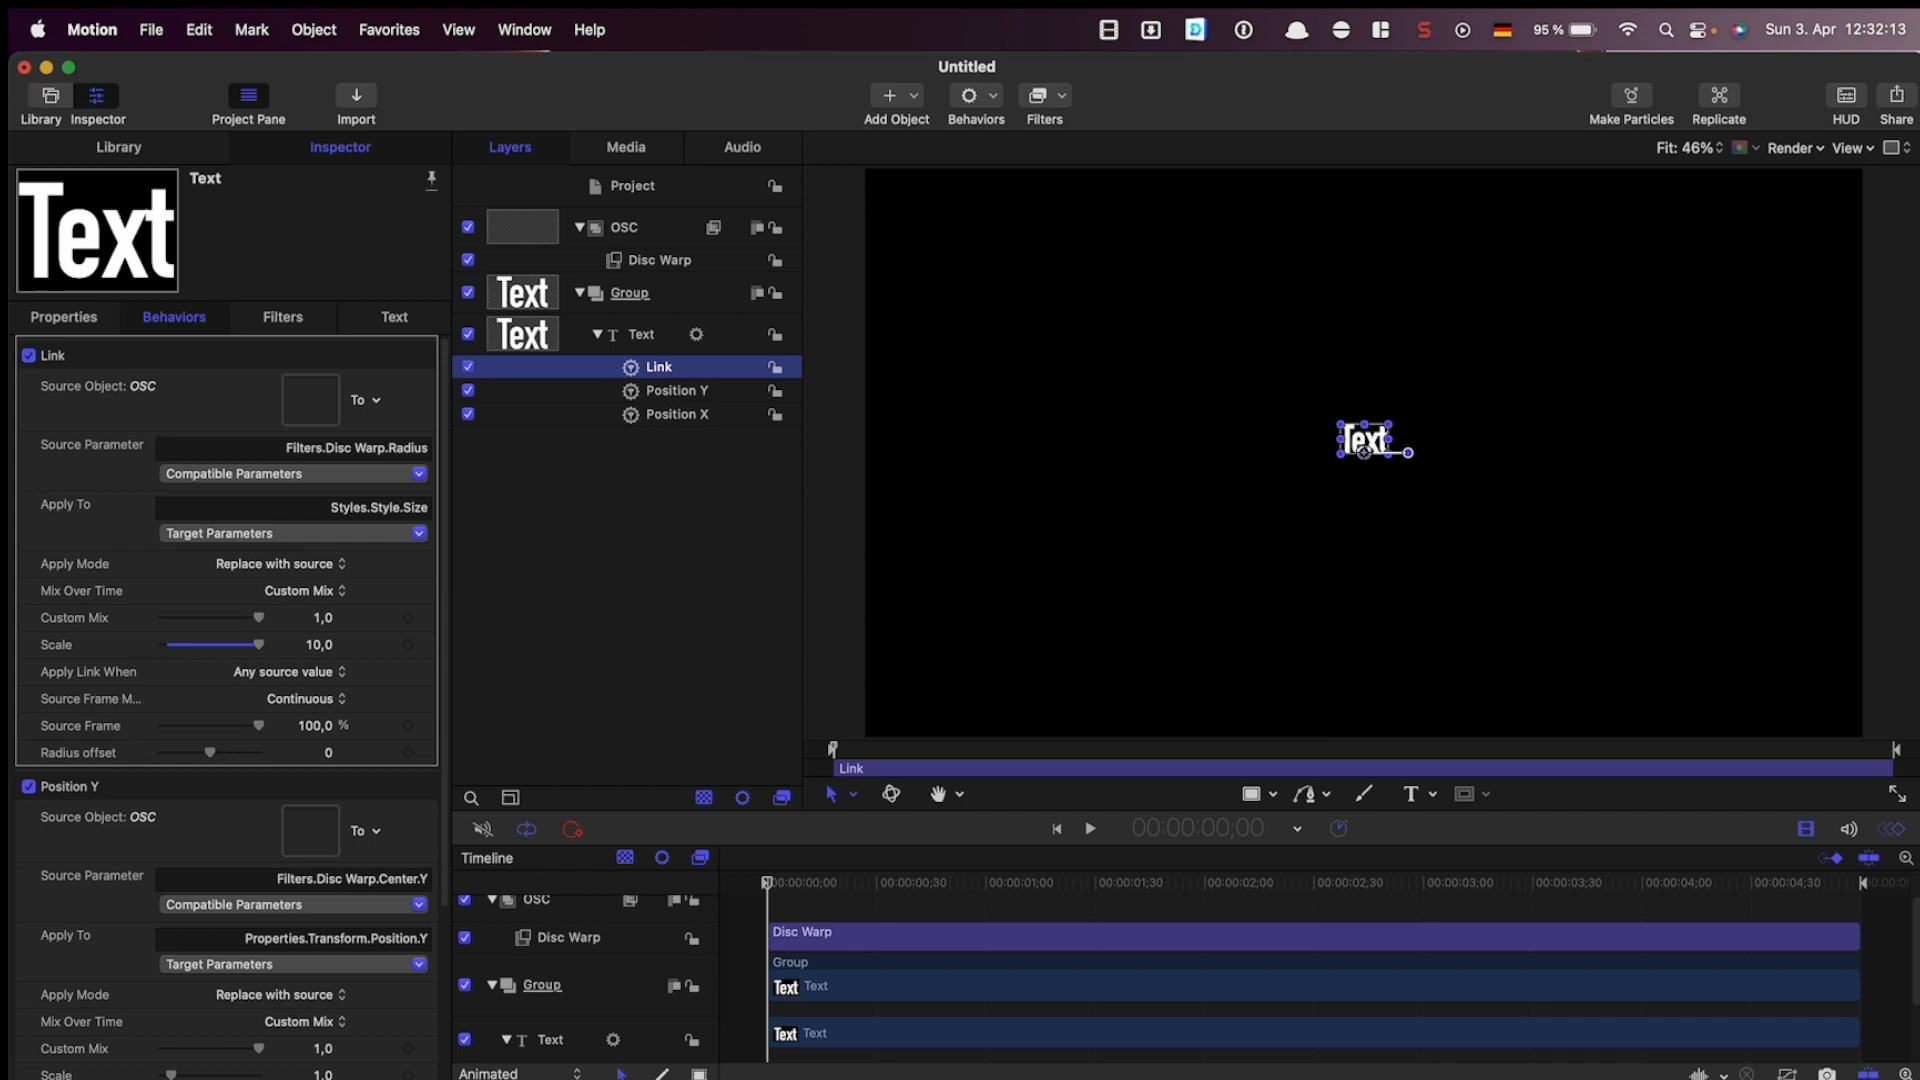 Motion File Edit Mark Object Favorites View Window Help
95 % Sun 3. Apr 12:32:13
Untitled
Library Inspector Project Pane Import Add Object Behaviors Filters Make Particles Replicate HUD Share
Library Inspector Layers Media Audio
Fit: 46% Render View
Text
Text
Properties Behaviors Filters Text
Link
Source Object: OSC
To
Source Parameter Filters.Disc Warp.Radius
Compatible Parameters
Apply To Styles.Style.Size
Target Parameters
Apply Mode Replace with source
Mix Over Time Custom Mix
Custom Mix 1,0
Scale 10,0
Apply Link When Any source value
Source Frame M... Continuous
Source Frame 100,0 %
Radius offset 0
Position Y
Source Object: OSC
To
Source Parameter Filters.Disc Warp.Center.Y
Compatible Parameters
Apply To Properties.Transform.Position.Y
Target Parameters
Apply Mode Replace with source
Mix Over Time Custom Mix
Custom Mix 1,0
Scale 1,0
Project
OSC
Disc Warp
Text Group
Text T Text
Link
Position Y
Position X
Text
Link
T
00:00:00;00
Timeline
00:00:00;00 00:00:00;30 00:00:01;00 00:00:01;30 00:00:02;00 00:00:02;30 00:00:03;00 00:00:03;30 00:00:04;00 00:00:04;30
OSC
Disc Warp Disc Warp
Group
Group Text Text
T Text Text Text
Animated